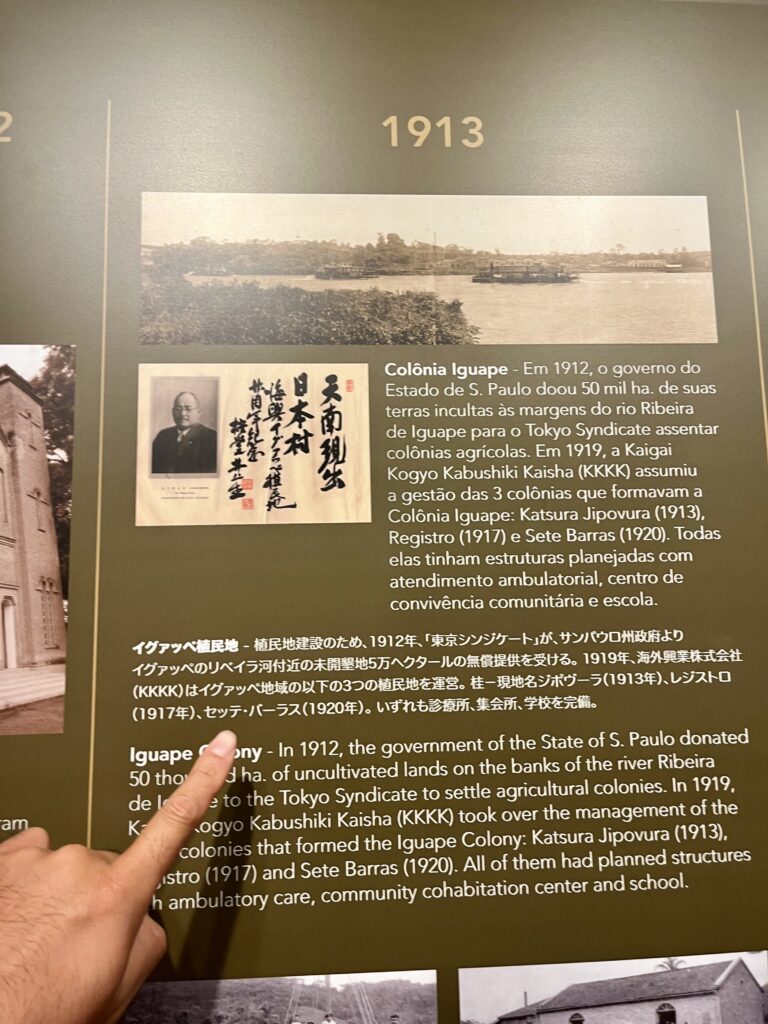 2
1913
天南現出
日本村
Colônia Iguape - Em 1912, o governo do
Estado de S. Paulo doou 50 mil ha. de suas
terras incultas às margens do rio Ribeira
de Iguape para o Tokyo Syndicate assentar
colônias agrícolas. Em 1919, a Kaigai
Kogyo Kabushiki Kaisha (KKKK) assumiu
a gestão das 3 colônias que formavam a
Colônia Iguape: Katsura Jipovura (1913),
Registro (1917) e Sete Barras (1920). Todas
elas tinham estruturas planejadas com
atendimento ambulatorial, centro de
convivência comunitária e escola.
イグアッペ植民地 - 植民地建設のため、1912年、「東京シンジケート」が、サンパウロ州政府より
イグアッペのリベイラ河付近の未開墾地5万ヘクタールの無償提供を受ける。1919年、海外興業株式会社
(KKKK)はイグアッペ地域の以下の3つの植民地を運営。桂－現地名ジポヴーラ(1913年)、レジストロ
(1917年)、セッテ・バーラス(1920年)。いずれも診療所、集会所、学校を完備。
Iguape Colony - In 1912, the government of the State of S. Paulo donated
50 thou d ha. of uncultivated lands on the banks of the river Ribeira
de to the Tokyo Syndicate to settle agricultural colonies. In 1919,
Kogyo Kabushiki Kaisha (KKKK) took over the management of the
colonies that formed the Iguape Colony: Katsura Jipovura (1913),
istro (1917) and Sete Barras (1920). All of them had planned structures
h ambulatory care, community cohabitation center and school.
ram